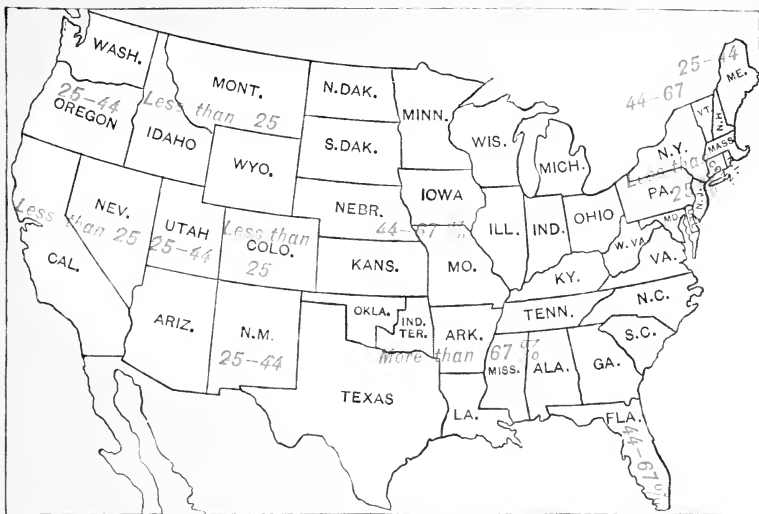 WASH.
MONT.
N.DAK.
MINN.
25-44
ME.
44-67
VT.
N.H.
25-44
OREGON
Less than 25
IDAHO
S.DAK.
WIS.
MICH.
N.Y.
MASS
WYO.
IOWA
Less than
25
PA.
NEV.
Less than 25
UTAH
25-44
Less than
COLO.
25
NEBR.
44-67 %
ILL.
IND.
OHIO
MD.
W.VA.
VA.
CAL.
KANS.
MO.
KY.
N.C.
TENN.
ARIZ.
N.M.
25-44
OKLA.
IND.
TER.
ARK.
S.C.
More than 67 %
MISS.
ALA.
GA.
TEXAS
LA.
FLA.
44-67%